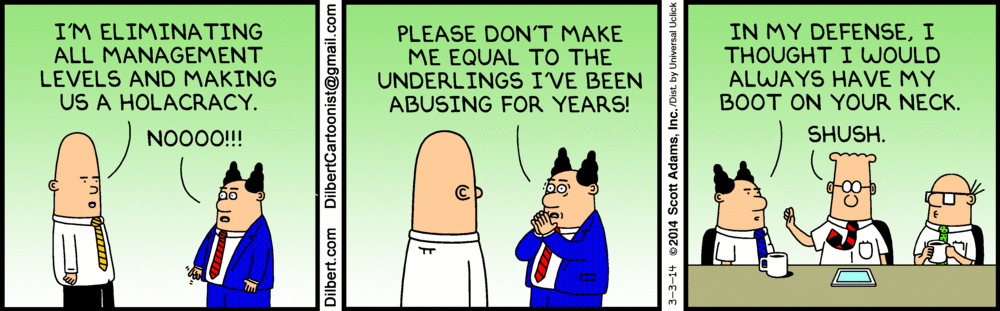 I'M ELIMINATING
ALL MANAGEMENT
LEVELS AND MAKING
US A HOLACRACY.
NOOOO!!!
Dilbert.com DilbertCartoonist@gmail.com
PLEASE DON'T MAKE
ME EQUAL TO THE
UNDERLINGS I'VE BEEN
ABUSING FOR YEARS!
3-3-14 ©2014 Scott Adams, Inc. /Dist. by Universal Uclick
IN MY DEFENSE, I
THOUGHT I WOULD
ALWAYS HAVE MY
BOOT ON YOUR NECK.
SHUSH.